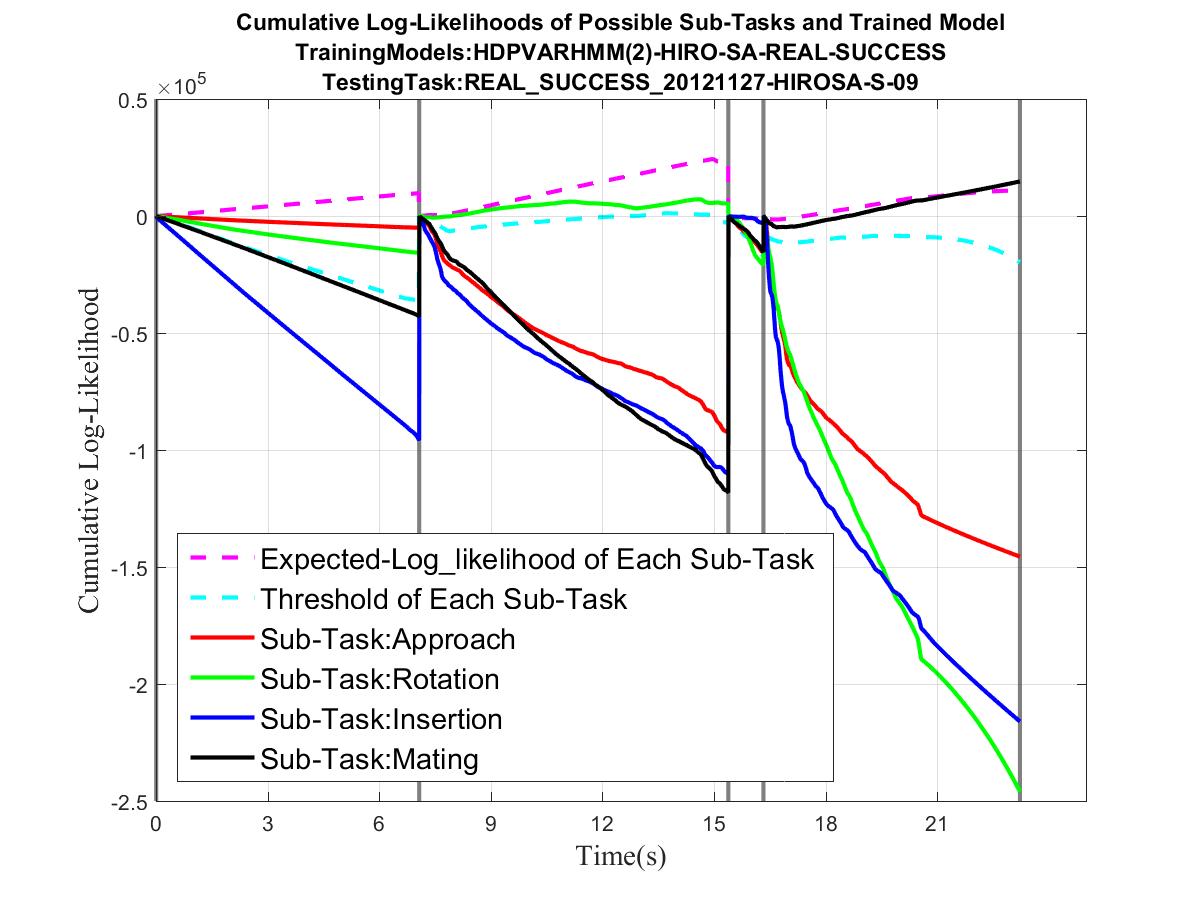 Cumulative Log-Likelihoods of Possible Sub-Tasks and Trained Model
TrainingModels:HDPVARHMM(2)-HIRO-SA-REAL-SUCCESS
TestingTask:REAL_SUCCESS_20121127-HIROSA-S-09
×10^5
0.5
0
-0.5
-1
-1.5
-2
-2.5
Cumulative Log-Likelihood
Expected-Log_likelihood of Each Sub-Task
Threshold of Each Sub-Task
Sub-Task:Approach
Sub-Task:Rotation
Sub-Task:Insertion
Sub-Task:Mating
0 3 6 9 12 15 18 21
Time(s)